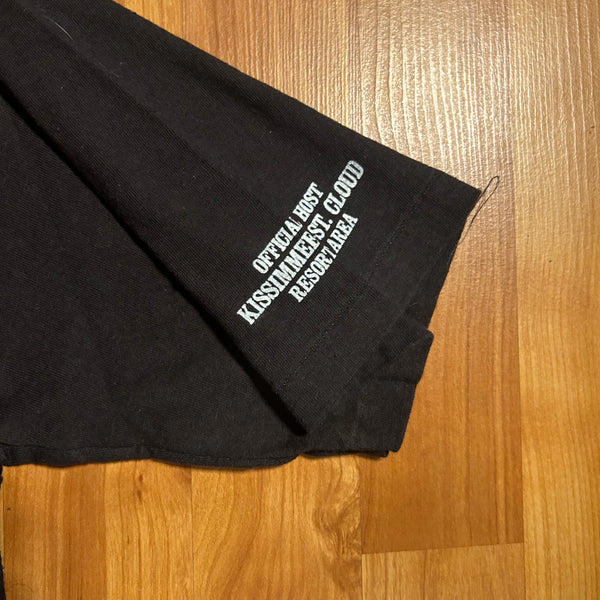 OFFICIAL HOST
KISSIMMEE ST. CLOUD
RESORT AREA